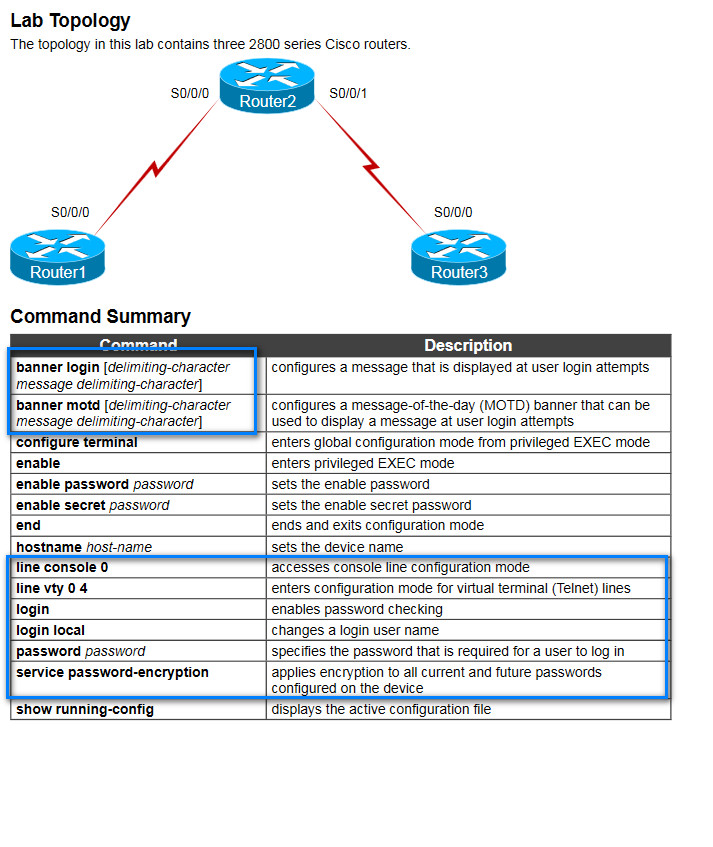 Lab Topology
The topology in this lab contains three 2800 series Cisco routers.
S0/0/0
S0/0/1
Router2
S0/0/0
S0/0/0
Router1
Router3
Command Summary
Command Description
banner login [delimiting-character configures a message that is displayed at user login attempts
message delimiting-character]
banner motd [delimiting-character configures a message-of-the-day (MOTD) banner that can be
message delimiting-character] used to display a message at user login attempts
configure terminal enters global configuration mode from privileged EXEC mode
enable enters privileged EXEC mode
enable password password sets the enable password
enable secret password sets the enable secret password
end ends and exits configuration mode
hostname host-name sets the device name
line console 0 accesses console line configuration mode
line vty 0 4 enters configuration mode for virtual terminal (Telnet) lines
login enables password checking
login local changes a login user name
password password specifies the password that is required for a user to log in
service password-encryption applies encryption to all current and future passwords
configured on the device
show running-config displays the active configuration file